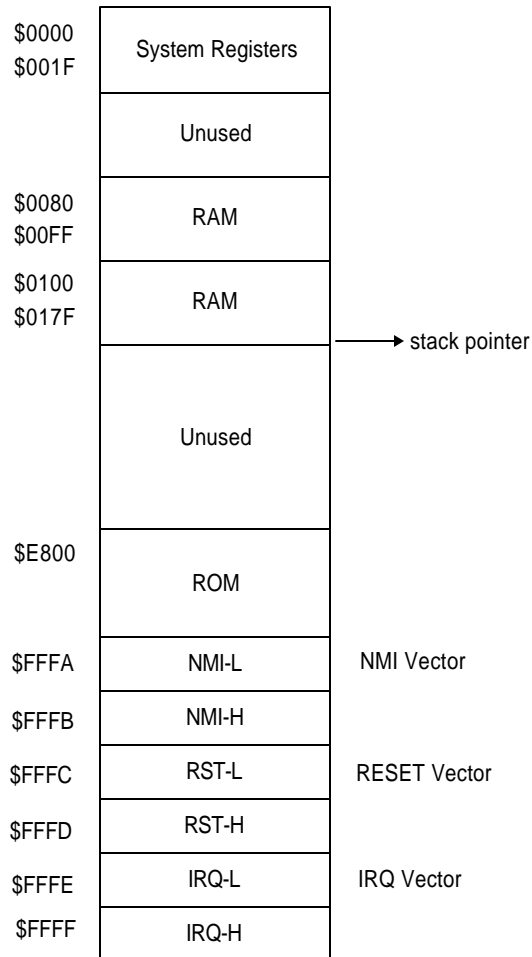 $0000
System Registers
$001F
Unused
$0080
RAM
$00FF
$0100
RAM
$017F
stack pointer
Unused
$E800
ROM
$FFFA NMI-L NMI Vector
$FFFB NMI-H
$FFFC RST-L RESET Vector
$FFFD RST-H
$FFFE IRQ-L IRQ Vector
$FFFF IRQ-H